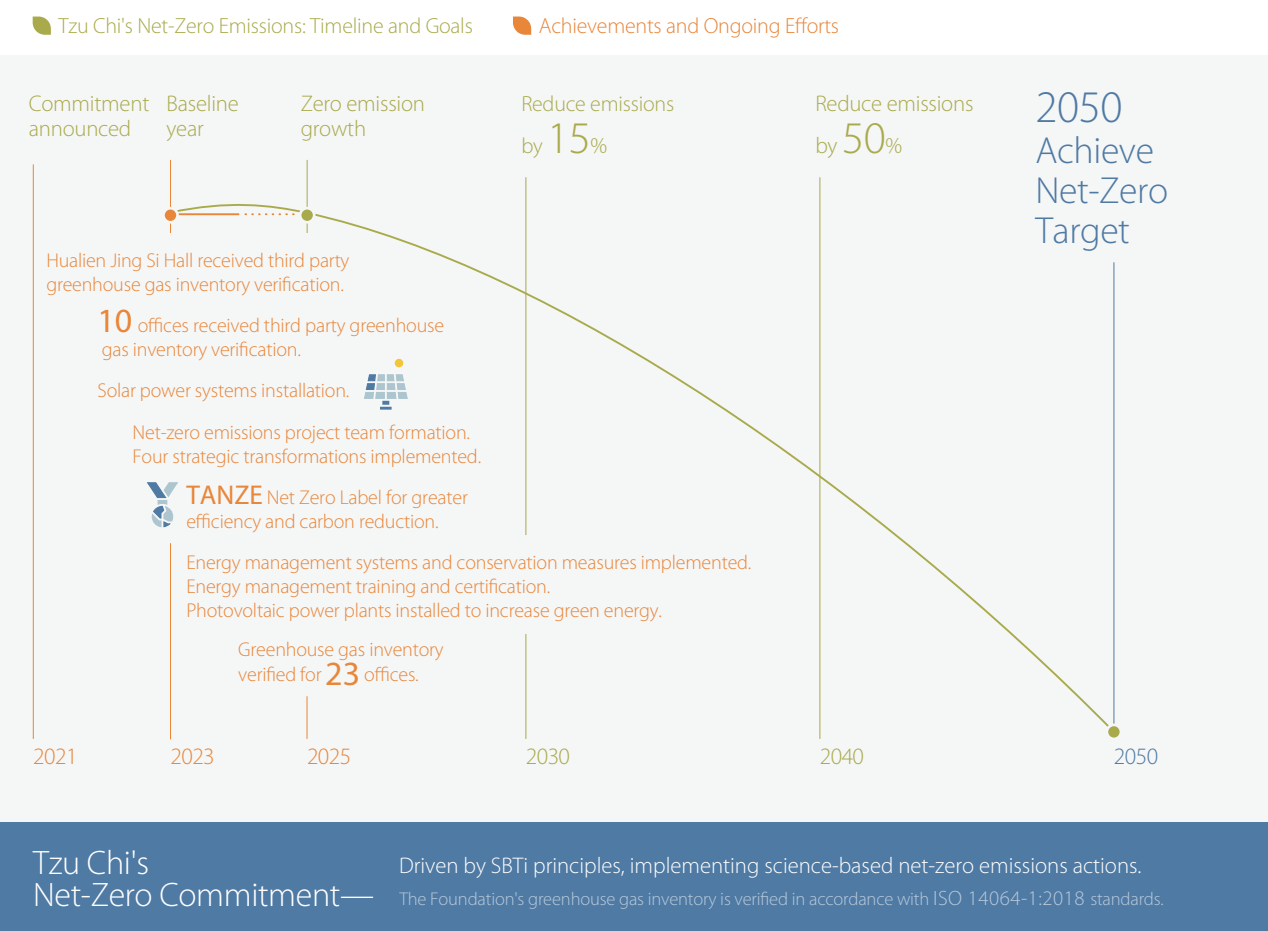 Tzu Chi's Net-Zero Emissions: Timeline and Goals
Achievements and Ongoing Efforts
Commitment
announced
Baseline
year
Zero emission
growth
Reduce emissions
by 15%
Reduce emissions
by 50%
2050
Achieve
Net-Zero
Target
Hualien Jing Si Hall received third party
greenhouse gas inventory verification.
10 offices received third party greenhouse
gas inventory verification.
Solar power systems installation.
Net-zero emissions project team formation.
Four strategic transformations implemented.
TANZE Net Zero Label for greater
efficiency and carbon reduction.
Energy management systems and conservation measures implemented.
Energy management training and certification.
Photovoltaic power plants installed to increase green energy.
Greenhouse gas inventory
verified for 23 offices.
2021
2023
2025
2030
2040
2050
Tzu Chi's
Net-Zero Commitment—
Driven by SBTi principles, implementing science-based net-zero emissions actions.
The Foundation's greenhouse gas inventory is verified in accordance with ISO 14064-1:2018 standards.